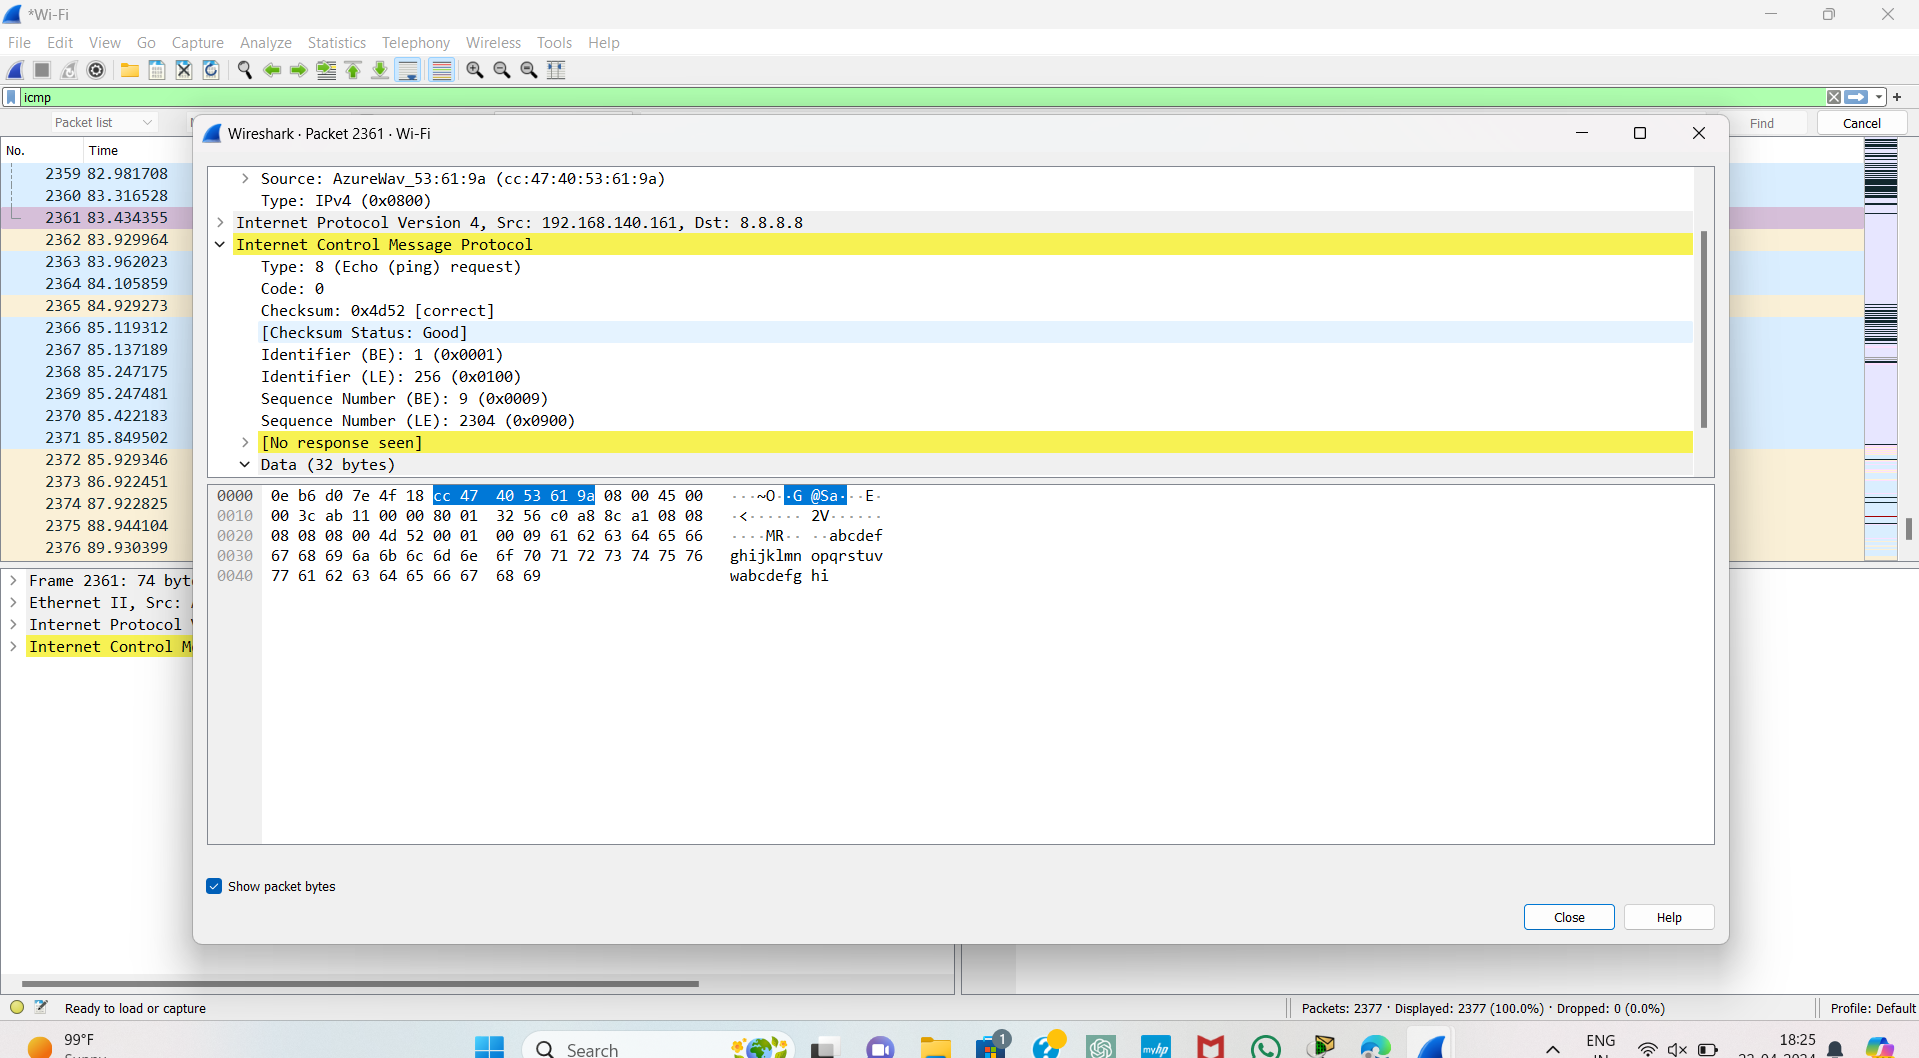 *Wi-Fi
File Edit View Go Capture Analyze Statistics Telephony Wireless Tools Help
icmp
Packet list
Find Cancel
Wireshark · Packet 2361 · Wi-Fi
No. Time
2359 82.981708
2360 83.316528
2361 83.434355
2362 83.929964
2363 83.962023
2364 84.105859
2365 84.929273
2366 85.119312
2367 85.137189
2368 85.247175
2369 85.247481
2370 85.422183
2371 85.849502
2372 85.929346
2373 86.922451
2374 87.922825
2375 88.944104
2376 89.930399
Source: AzureWav_53:61:9a (cc:47:40:53:61:9a)
Type: IPv4 (0x0800)
Internet Protocol Version 4, Src: 192.168.140.161, Dst: 8.8.8.8
Internet Control Message Protocol
Type: 8 (Echo (ping) request)
Code: 0
Checksum: 0x4d52 [correct]
[Checksum Status: Good]
Identifier (BE): 1 (0x0001)
Identifier (LE): 256 (0x0100)
Sequence Number (BE): 9 (0x0009)
Sequence Number (LE): 2304 (0x0900)
[No response seen]
Data (32 bytes)
0000 0e b6 d0 7e 4f 18 cc 47 40 53 61 9a 08 00 45 00 ···~O··G @Sa···E·
0010 00 3c ab 11 00 00 80 01 32 56 c0 a8 8c a1 08 08 ·<······ 2V······
0020 08 08 08 00 4d 52 00 01 00 09 61 62 63 64 65 66 ····MR·· ··abcdef
0030 67 68 69 6a 6b 6c 6d 6e 6f 70 71 72 73 74 75 76 ghijklmn opqrstuv
0040 77 61 62 63 64 65 66 67 68 69 wabcdefg hi
Frame 2361: 74 byt
Ethernet II, Src:
Internet Protocol
Internet Control M
Show packet bytes
Close Help
Ready to load or capture
Packets: 2377 · Displayed: 2377 (100.0%) · Dropped: 0 (0.0%)
Profile: Default
99°F
Sunny
Search
1
myhp
ENG
IN
18:25
22-04-2024